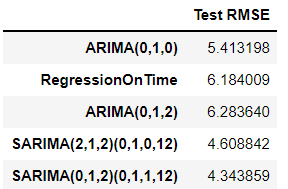 Test RMSE
ARIMA(0,1,0) 5.413198
RegressionOnTime 6.184009
ARIMA(0,1,2) 6.283640
SARIMA(2,1,2)(0,1,0,12) 4.608842
SARIMA(0,1,2)(0,1,1,12) 4.343859